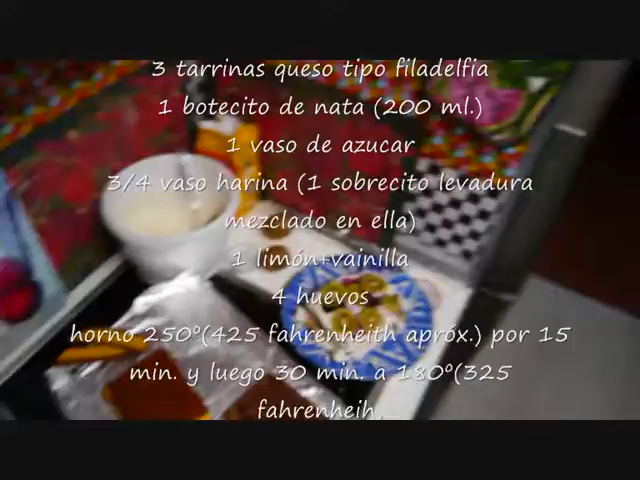 3 tarrinas queso tipo filadelfia
1 botecito de nata (200 ml.)
1 vaso de azucar
3/4 vaso harina (1 sobrecito levadura
mezclado en ella)
1 limón+vainilla
4 huevos
horno 250º(425 fahrenheith apróx.) por 15
min. y luego 30 min. a 180º(325
fahrenheih....